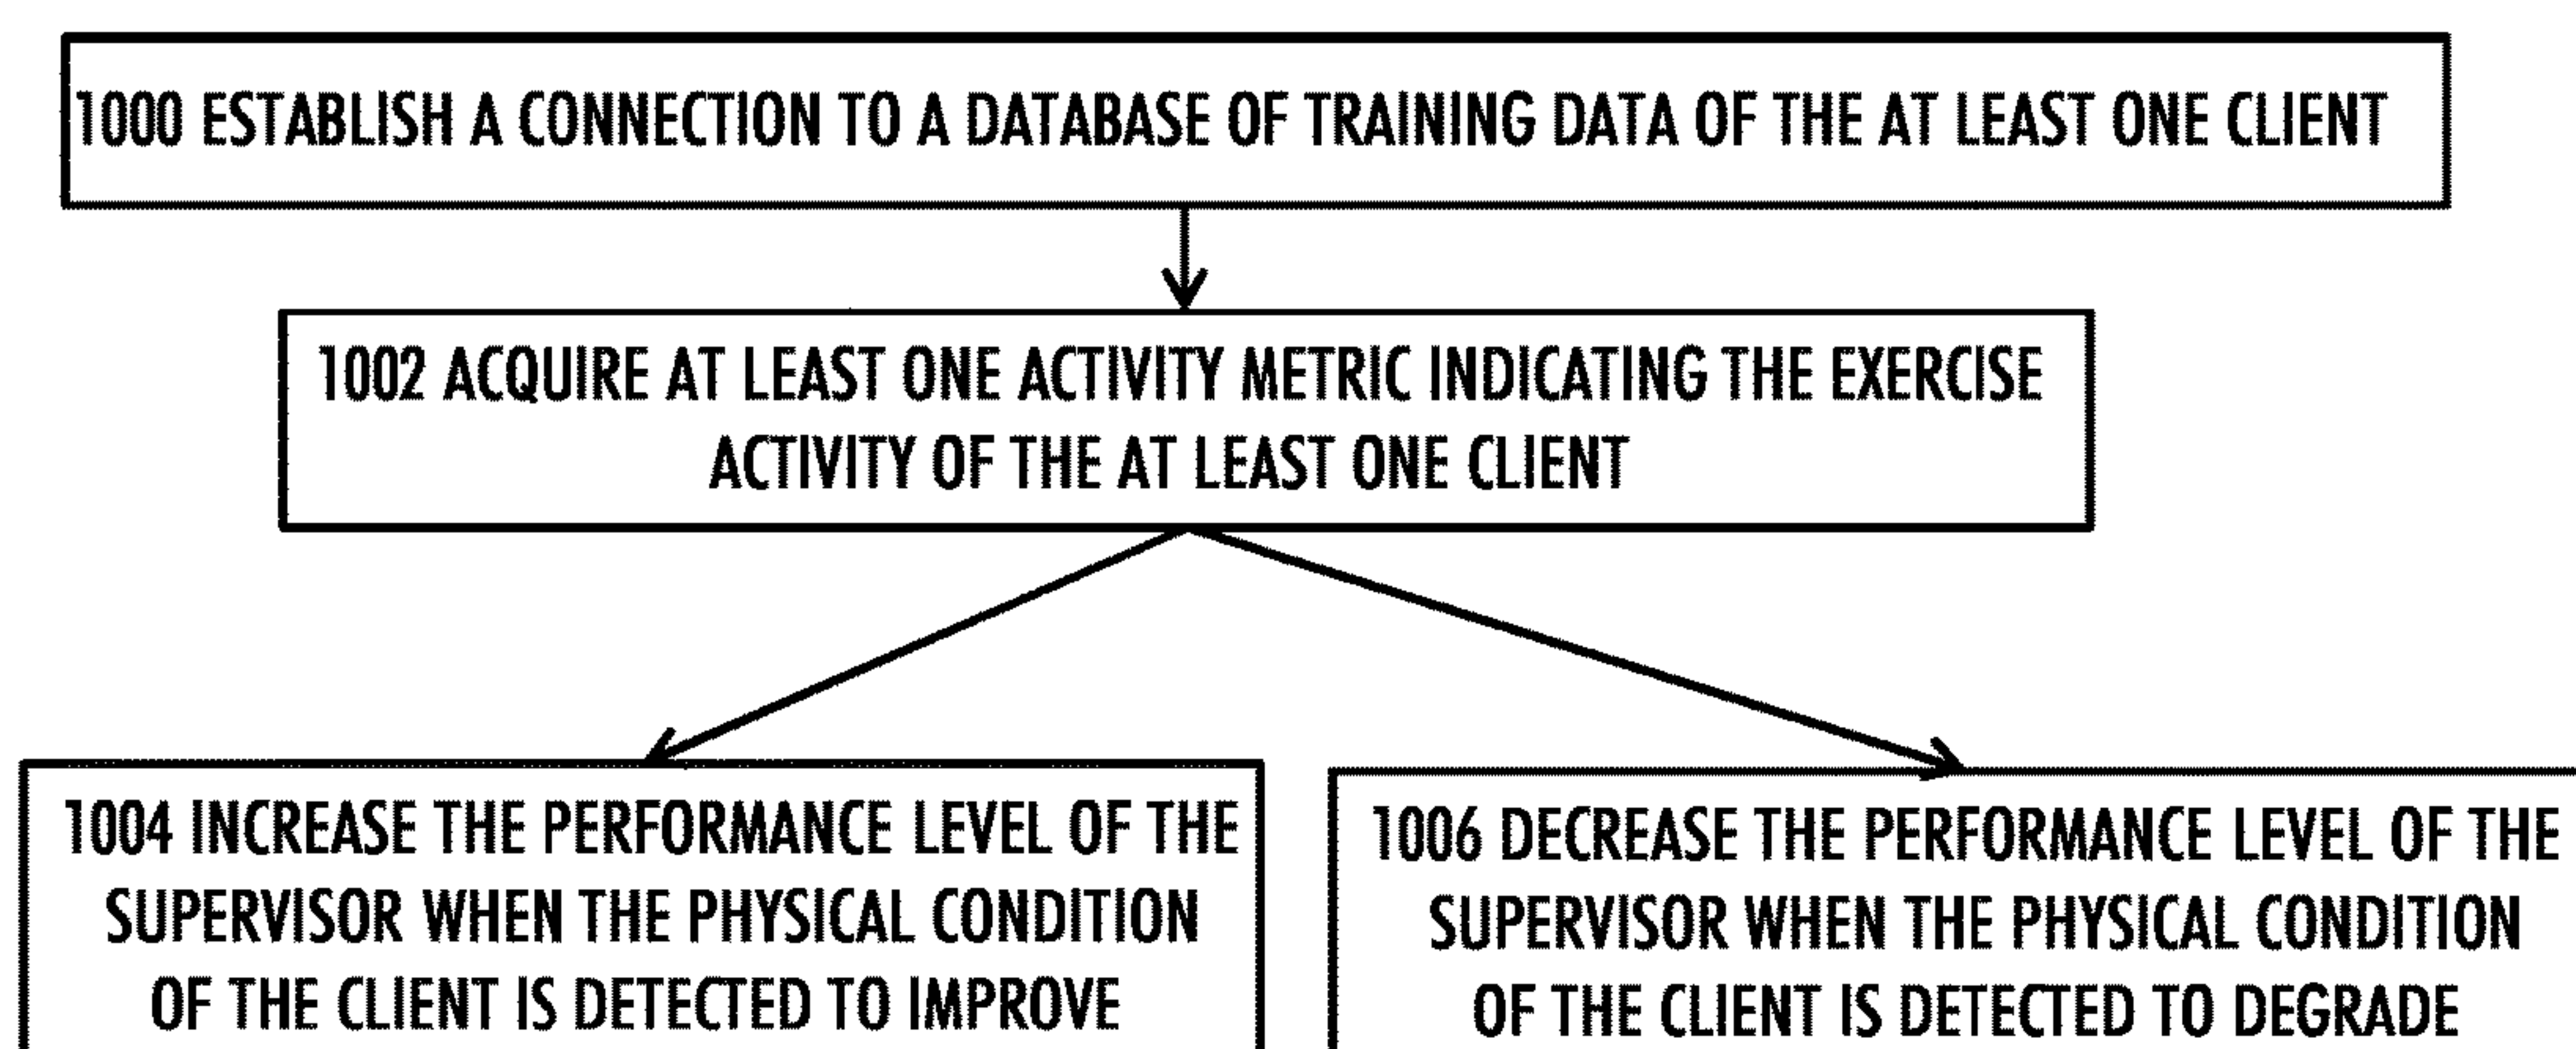 1000 ESTABLISH A CONNECTION TO A DATABASE OF TRAINING DATA OF THE AT LEAST ONE CLIENT
1002 ACQUIRE AT LEAST ONE ACTIVITY METRIC INDICATING THE EXERCISE
ACTIVITY OF THE AT LEAST ONE CLIENT
1004 INCREASE THE PERFORMANCE LEVEL OF THE
SUPERVISOR WHEN THE PHYSICAL CONDITION
OF THE CLIENT IS DETECTED TO IMPROVE
1006 DECREASE THE PERFORMANCE LEVEL OF THE
SUPERVISOR WHEN THE PHYSICAL CONDITION
OF THE CLIENT IS DETECTED TO DEGRADE